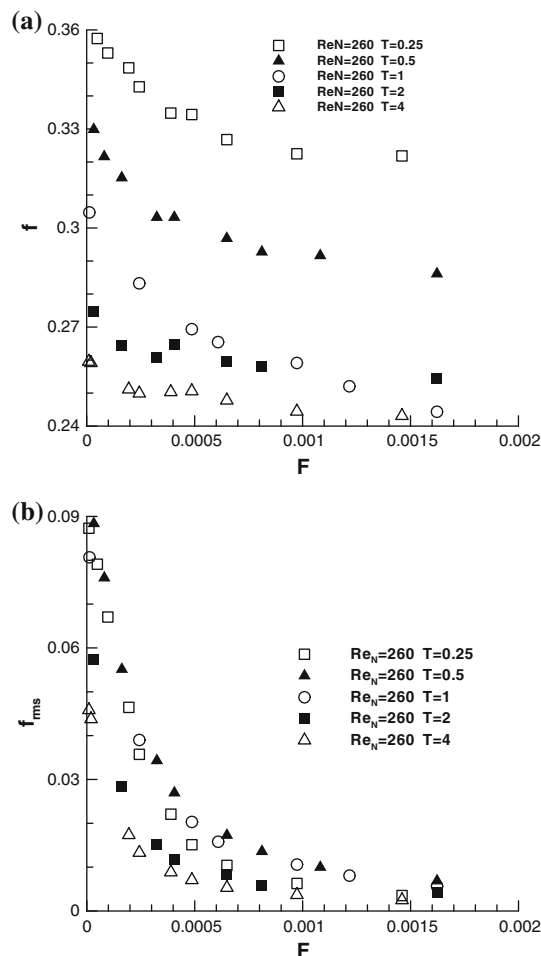 (a)
0.36
0.33
0.3
0.27
0.24
f
ReN=260 T=0.25
ReN=260 T=0.5
ReN=260 T=1
ReN=260 T=2
ReN=260 T=4
0 0.0005 0.001 0.0015 0.002
F
(b)
0.09
0.06
0.03
0
f_rms
Re_N=260 T=0.25
Re_N=260 T=0.5
Re_N=260 T=1
Re_N=260 T=2
Re_N=260 T=4
0 0.0005 0.001 0.0015 0.002
F